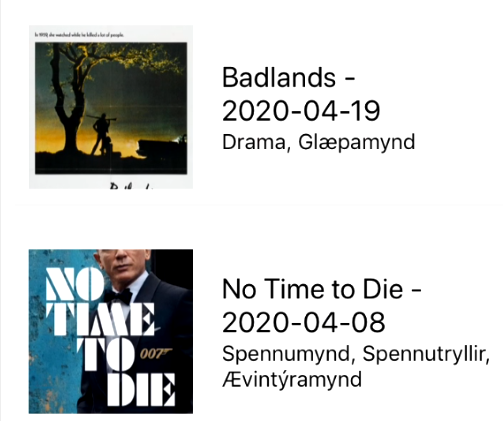 In 1959, she watched while he killed a lot of people.
Badlands -
2020-04-19
Drama, Glæpamynd
Badlands
NO
TIME
TO
007
DIE
No Time to Die -
2020-04-08
Spennumynd, Spennutryllir,
Ævintýramynd